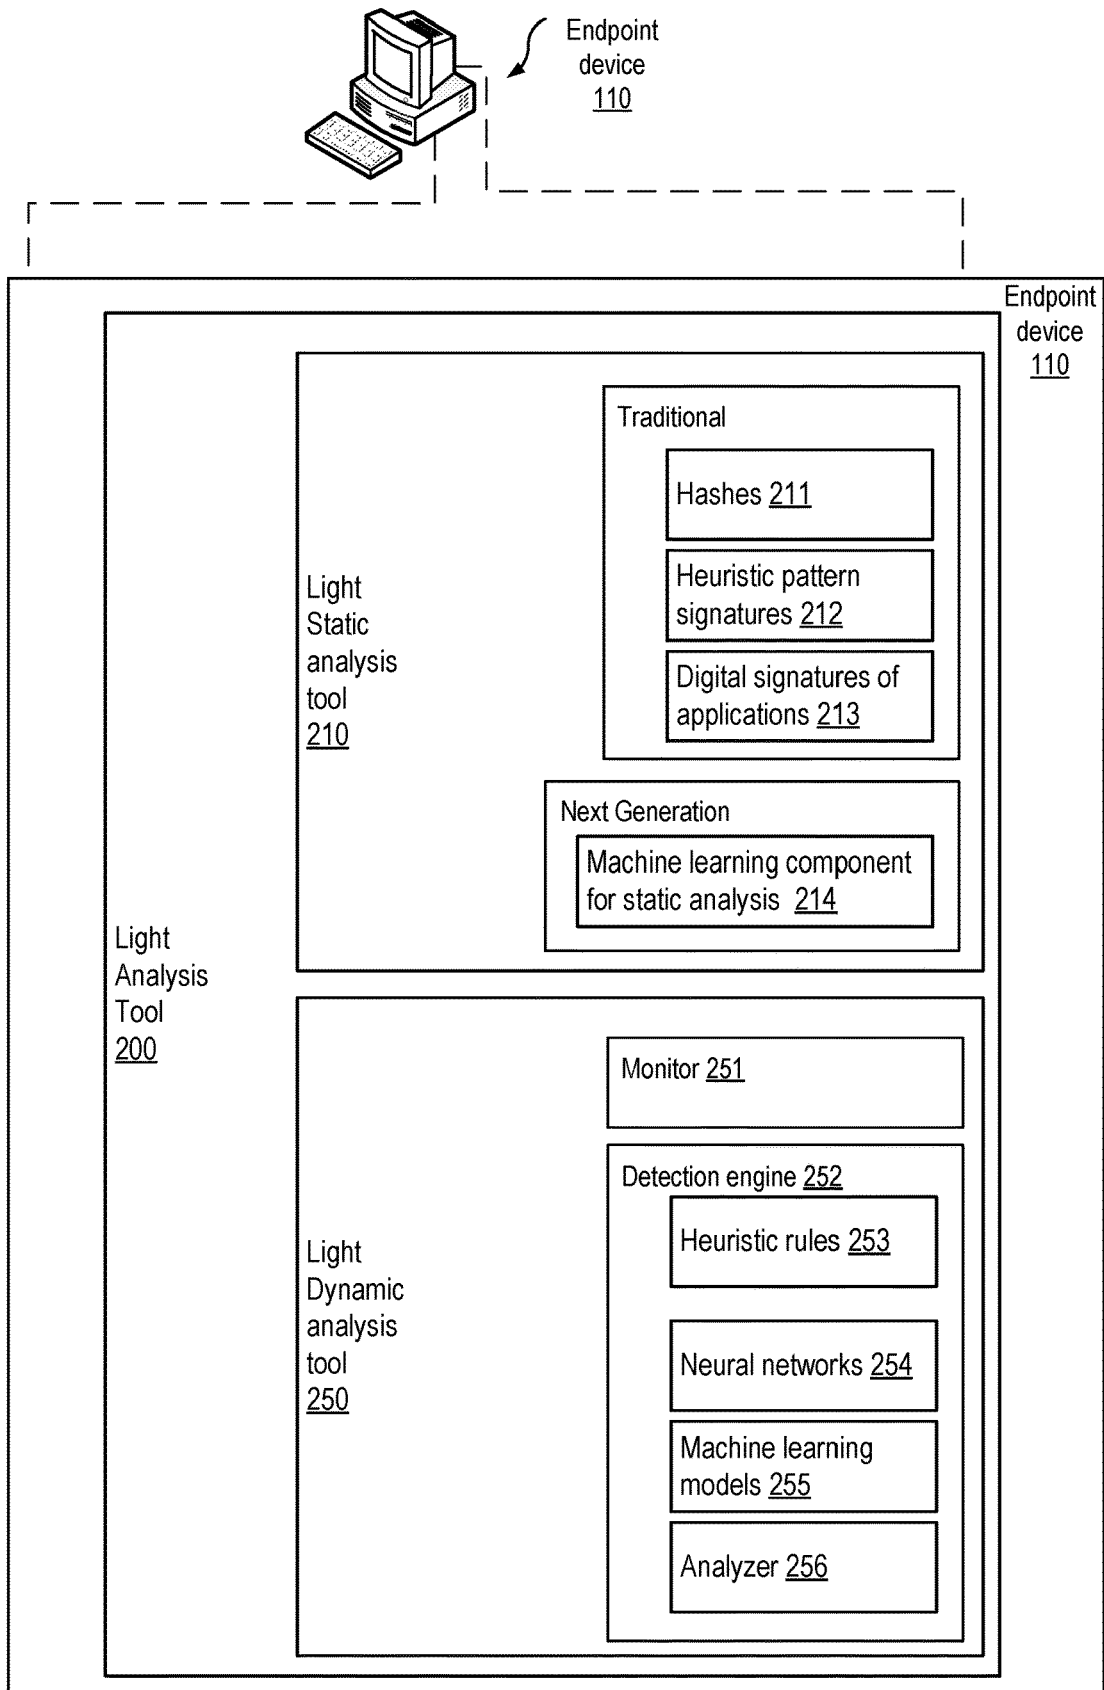 Endpoint
device
110
Endpoint
device
110
Traditional
Hashes 211
Heuristic pattern
signatures 212
Digital signatures of
applications 213
Light
Static
analysis
tool
210
Next Generation
Machine learning component
for static analysis 214
Light
Analysis
Tool
200
Monitor 251
Detection engine 252
Heuristic rules 253
Light
Dynamic
analysis
tool
250
Neural networks 254
Machine learning
models 255
Analyzer 256